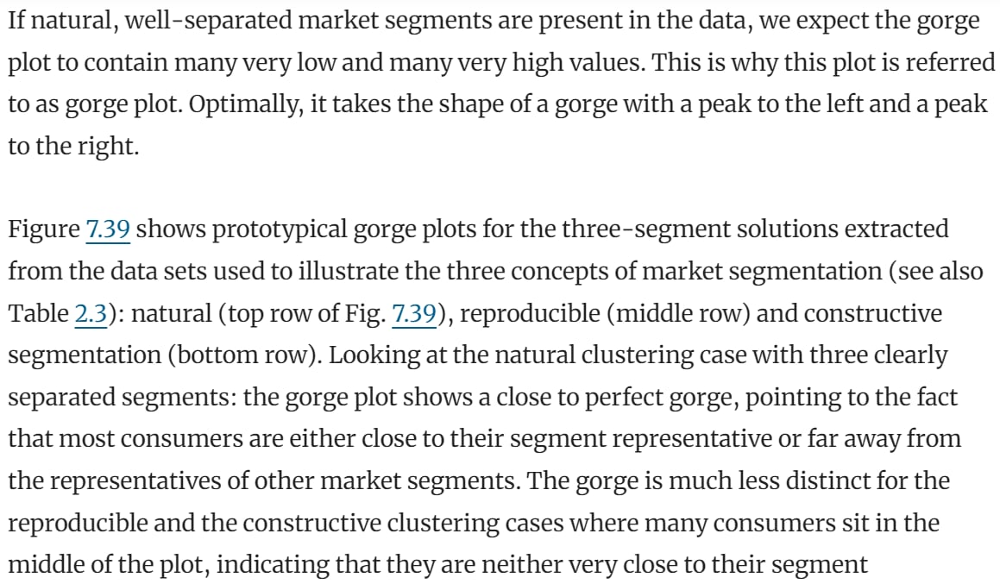 If natural, well-separated market segments are present in the data, we expect the gorge
plot to contain many very low and many very high values. This is why this plot is referred
to as gorge plot. Optimally, it takes the shape of a gorge with a peak to the left and a peak
to the right.
Figure 7.39 shows prototypical gorge plots for the three-segment solutions extracted
from the data sets used to illustrate the three concepts of market segmentation (see also
Table 2.3): natural (top row of Fig. 7.39), reproducible (middle row) and constructive
segmentation (bottom row). Looking at the natural clustering case with three clearly
separated segments: the gorge plot shows a close to perfect gorge, pointing to the fact
that most consumers are either close to their segment representative or far away from
the representatives of other market segments. The gorge is much less distinct for the
reproducible and the constructive clustering cases where many consumers sit in the
middle of the plot, indicating that they are neither very close to their segment